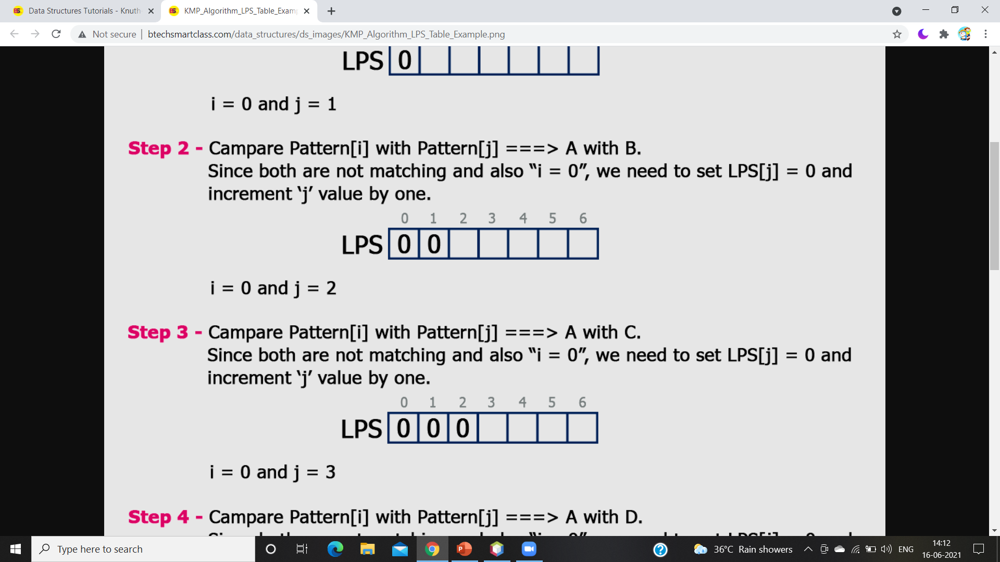 Data Structures Tutorials - Knuth-
KMP_Algorithm_LPS_Table_Exam
Not secure | btechsmartclass.com/data_structures/ds_images/KMP_Algorithm_LPS_Table_Example.png
LPS 0
i = 0 and j = 1
Step 2 - Campare Pattern[i] with Pattern[j] ===> A with B.
Since both are not matching and also “i = 0”, we need to set LPS[j] = 0 and
increment ‘j’ value by one.
0 1 2 3 4 5 6
LPS 0 0
i = 0 and j = 2
Step 3 - Campare Pattern[i] with Pattern[j] ===> A with C.
Since both are not matching and also “i = 0”, we need to set LPS[j] = 0 and
increment ‘j’ value by one.
0 1 2 3 4 5 6
LPS 0 0 0
i = 0 and j = 3
Step 4 - Campare Pattern[i] with Pattern[j] ===> A with D.
Type here to search
36°C Rain showers
ENG
14:12
16-06-2021